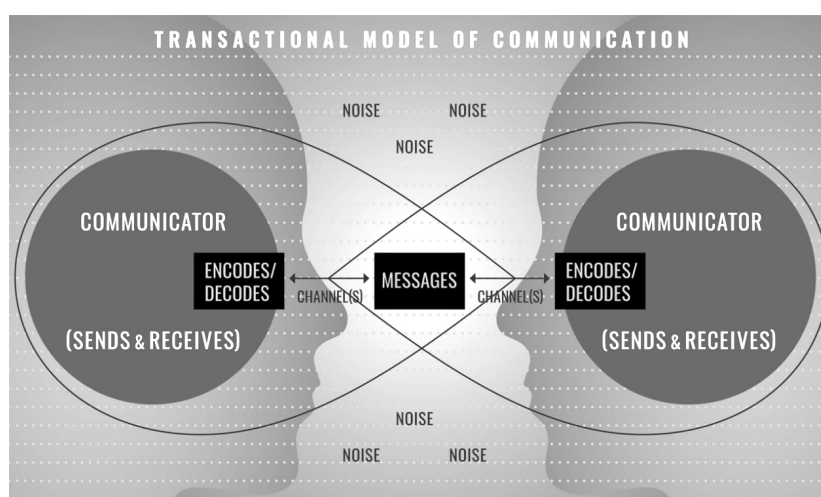 TRANSACTIONAL MODEL OF COMMUNICATION
NOISE NOISE
NOISE
COMMUNICATOR
COMMUNICATOR
ENCODES/
DECODES
CHANNEL(S)
MESSAGES
CHANNEL(S)
ENCODES/
DECODES
(SENDS & RECEIVES)
(SENDS & RECEIVES)
NOISE
NOISE NOISE